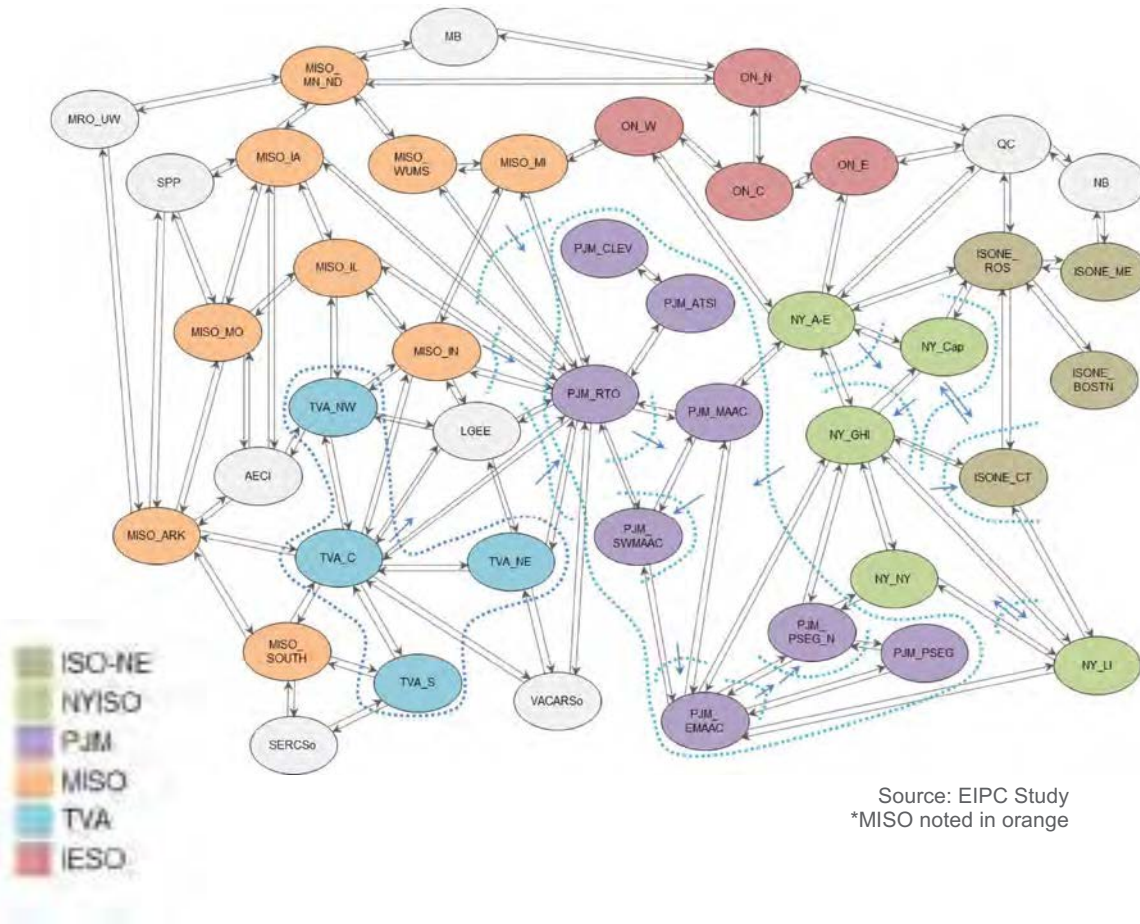 MB
MISO_
MN_ND
ON_N
MRO_UW
ON_W
QC
MISO_IA
MISO_
WUMS
MISO_MI
ON_E
SPP
ON_C
NB
PJM_CLEV
ISONE_
ROS
ISONE_ME
MISO_IL
PJM_ATSI
MISO_MO
NY_A-E
MISO_IN
NY_Cap
ISONE_
BOSTN
TVA_NW
PJM_RTO
PJM_MAAC
LGEE
NY_GHI
AECI
ISONE_CT
MISO_ARK
PJM_
SWMAAC
TVA_C
TVA_NE
NY_NY
PJM_
PSEG_N
MISO_
SOUTH
PJM_PSEG
NY_LI
TVA_S
VACARSo
PJM_
EMAAC
SERCSo
ISO-NE
NYISO
PJM
MISO
TVA
IESO
Source: EIPC Study
*MISO noted in orange